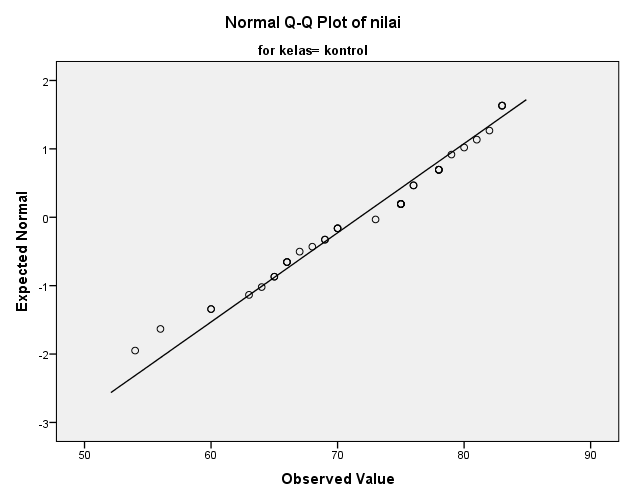 Normal Q-Q Plot of nilai
for kelas= kontrol
2
1
0
-1
-2
-3
Expected Normal
50 60 70 80 90
Observed Value